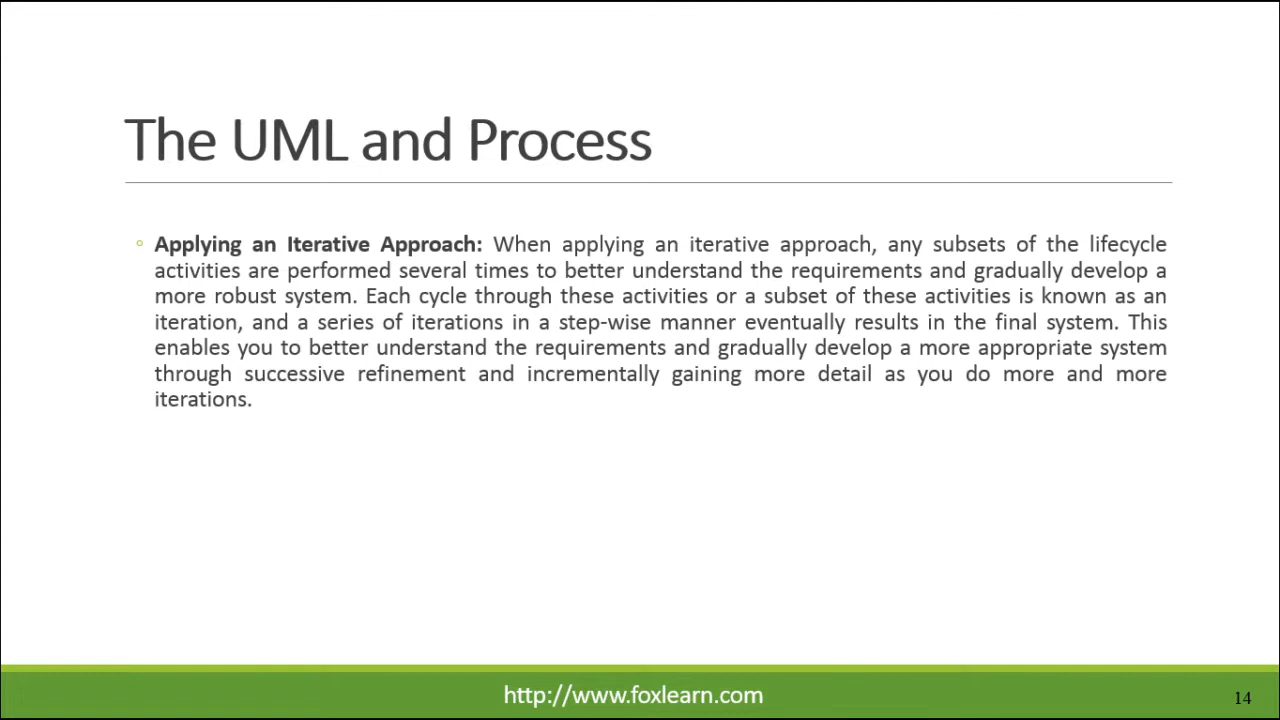 The UML and Process
◦ Applying an Iterative Approach: When applying an iterative approach, any subsets of the lifecycle
activities are performed several times to better understand the requirements and gradually develop a
more robust system. Each cycle through these activities or a subset of these activities is known as an
iteration, and a series of iterations in a step-wise manner eventually results in the final system. This
enables you to better understand the requirements and gradually develop a more appropriate system
through successive refinement and incrementally gaining more detail as you do more and more
iterations.
http://www.foxlearn.com
14